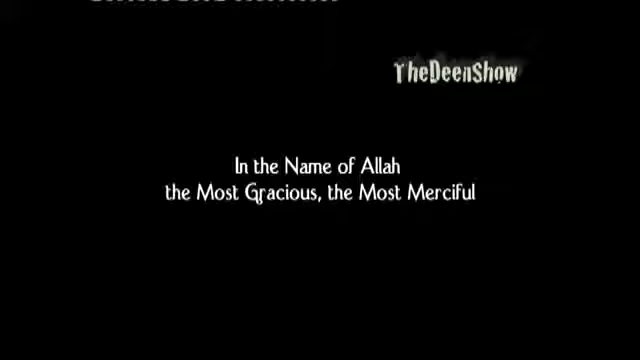 TheDeenShow
In the Name of Allah
the Most Gracious, the Most Merciful